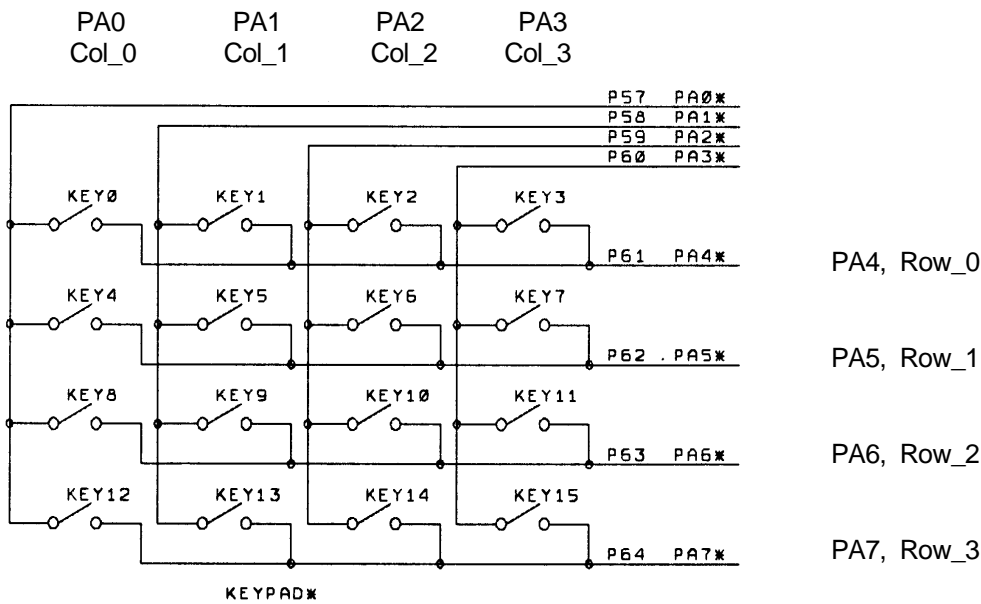 PA0 PA1 PA2 PA3
Col_0 Col_1 Col_2 Col_3
P57 PA0*
P58 PA1*
P59 PA2*
P60 PA3*
KEY0 KEY1 KEY2 KEY3
P61 PA4* PA4, Row_0
KEY4 KEY5 KEY6 KEY7
P62 . PA5* PA5, Row_1
KEY8 KEY9 KEY10 KEY11
P63 PA6* PA6, Row_2
KEY12 KEY13 KEY14 KEY15
P64 PA7* PA7, Row_3
KEYPAD*